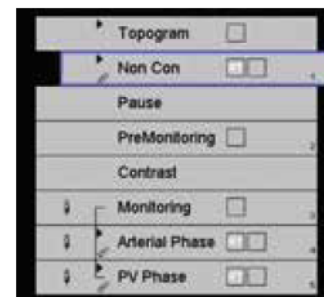 Topogram
Non Con
Pause
PreMonitoring
Contrast
Monitoring
Arterial Phase
PV Phase